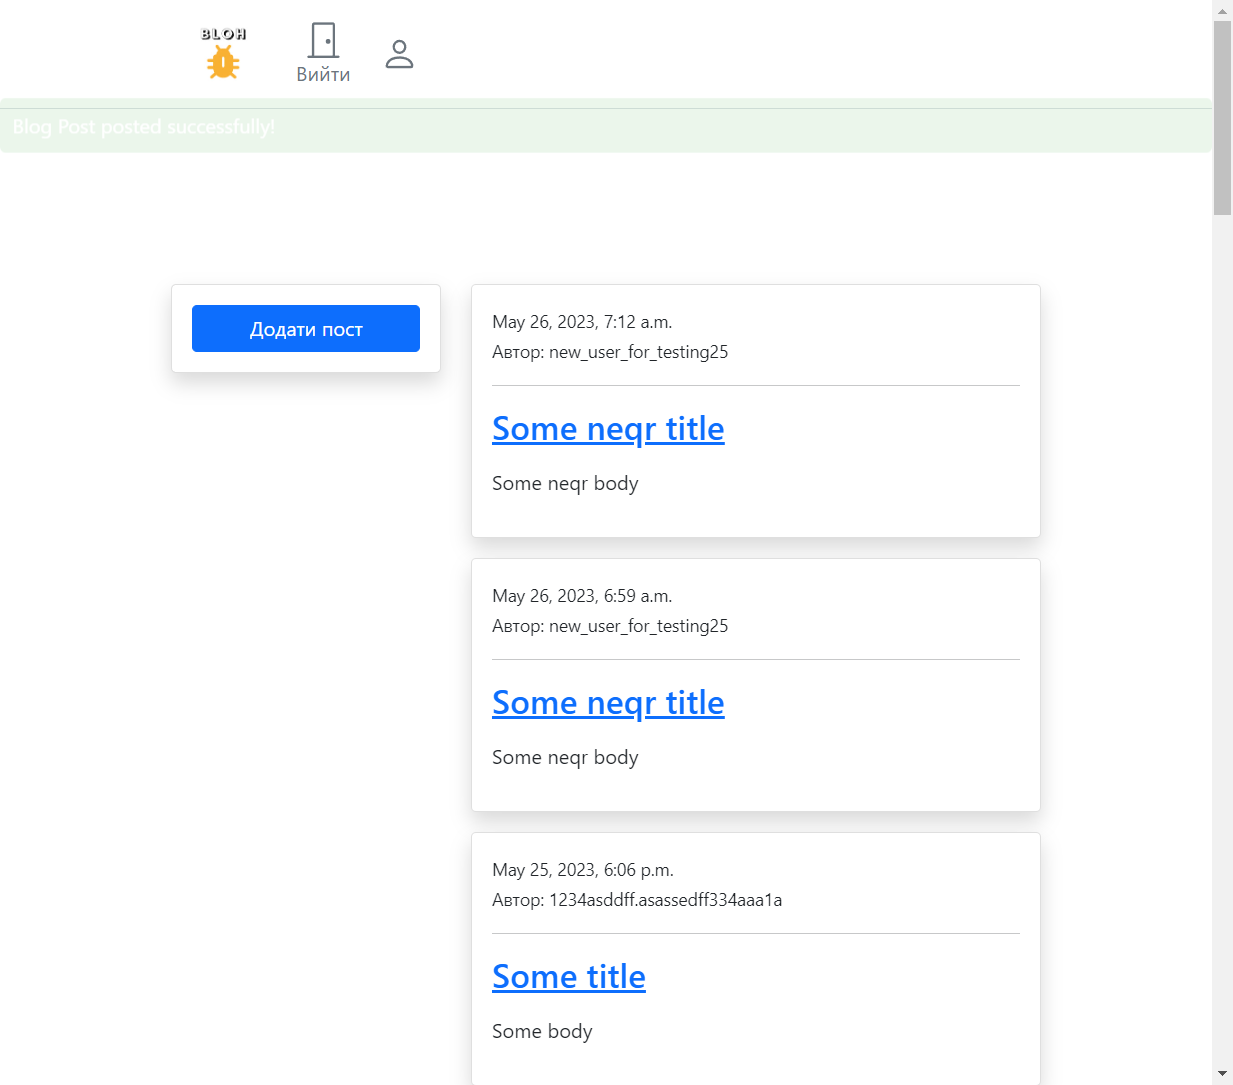 BLOH
Вийти
Blog Post posted successfully!
Додати пост
May 26, 2023, 7:12 a.m.
Автор: new_user_for_testing25
Some neqr title
Some neqr body
May 26, 2023, 6:59 a.m.
Автор: new_user_for_testing25
Some neqr title
Some neqr body
May 25, 2023, 6:06 p.m.
Автор: 1234asddff.asassedff334aaa1a
Some title
Some body